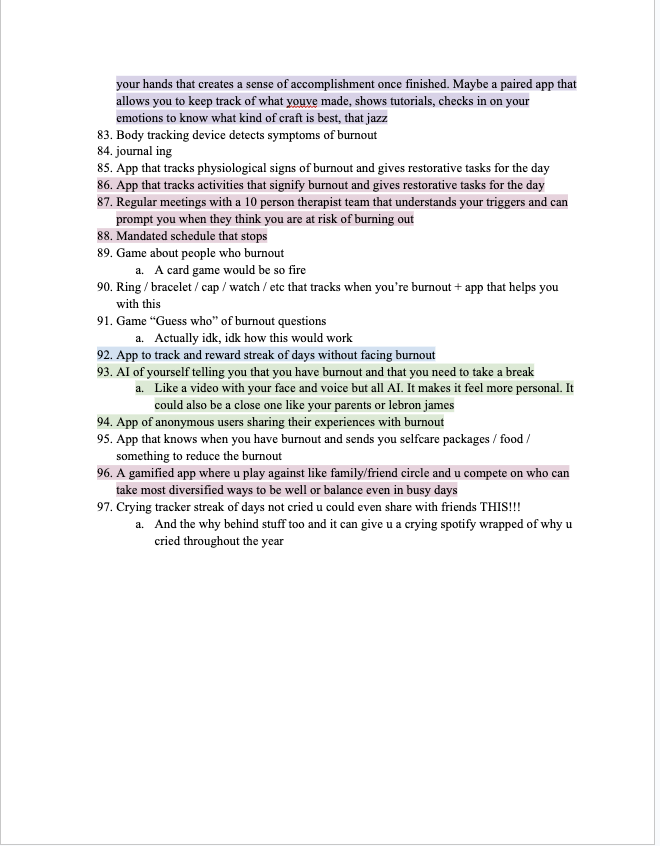 your hands that creates a sense of accomplishment once finished. Maybe a paired app that
allows you to keep track of what youve made, shows tutorials, checks in on your
emotions to know what kind of craft is best, that jazz
83. Body tracking device detects symptoms of burnout
84. journal ing
85. App that tracks physiological signs of burnout and gives restorative tasks for the day
86. App that tracks activities that signify burnout and gives restorative tasks for the day
87. Regular meetings with a 10 person therapist team that understands your triggers and can
prompt you when they think you are at risk of burning out
88. Mandated schedule that stops
89. Game about people who burnout
a. A card game would be so fire
90. Ring / bracelet / cap / watch / etc that tracks when you’re burnout + app that helps you
with this
91. Game “Guess who” of burnout questions
a. Actually idk, idk how this would work
92. App to track and reward streak of days without facing burnout
93. AI of yourself telling you that you have burnout and that you need to take a break
a. Like a video with your face and voice but all AI. It makes it feel more personal. It
could also be a close one like your parents or lebron james
94. App of anonymous users sharing their experiences with burnout
95. App that knows when you have burnout and sends you selfcare packages / food /
something to reduce the burnout
96. A gamified app where u play against like family/friend circle and u compete on who can
take most diversified ways to be well or balance even in busy days
97. Crying tracker streak of days not cried u could even share with friends THIS!!!
a. And the why behind stuff too and it can give u a crying spotify wrapped of why u
cried throughout the year